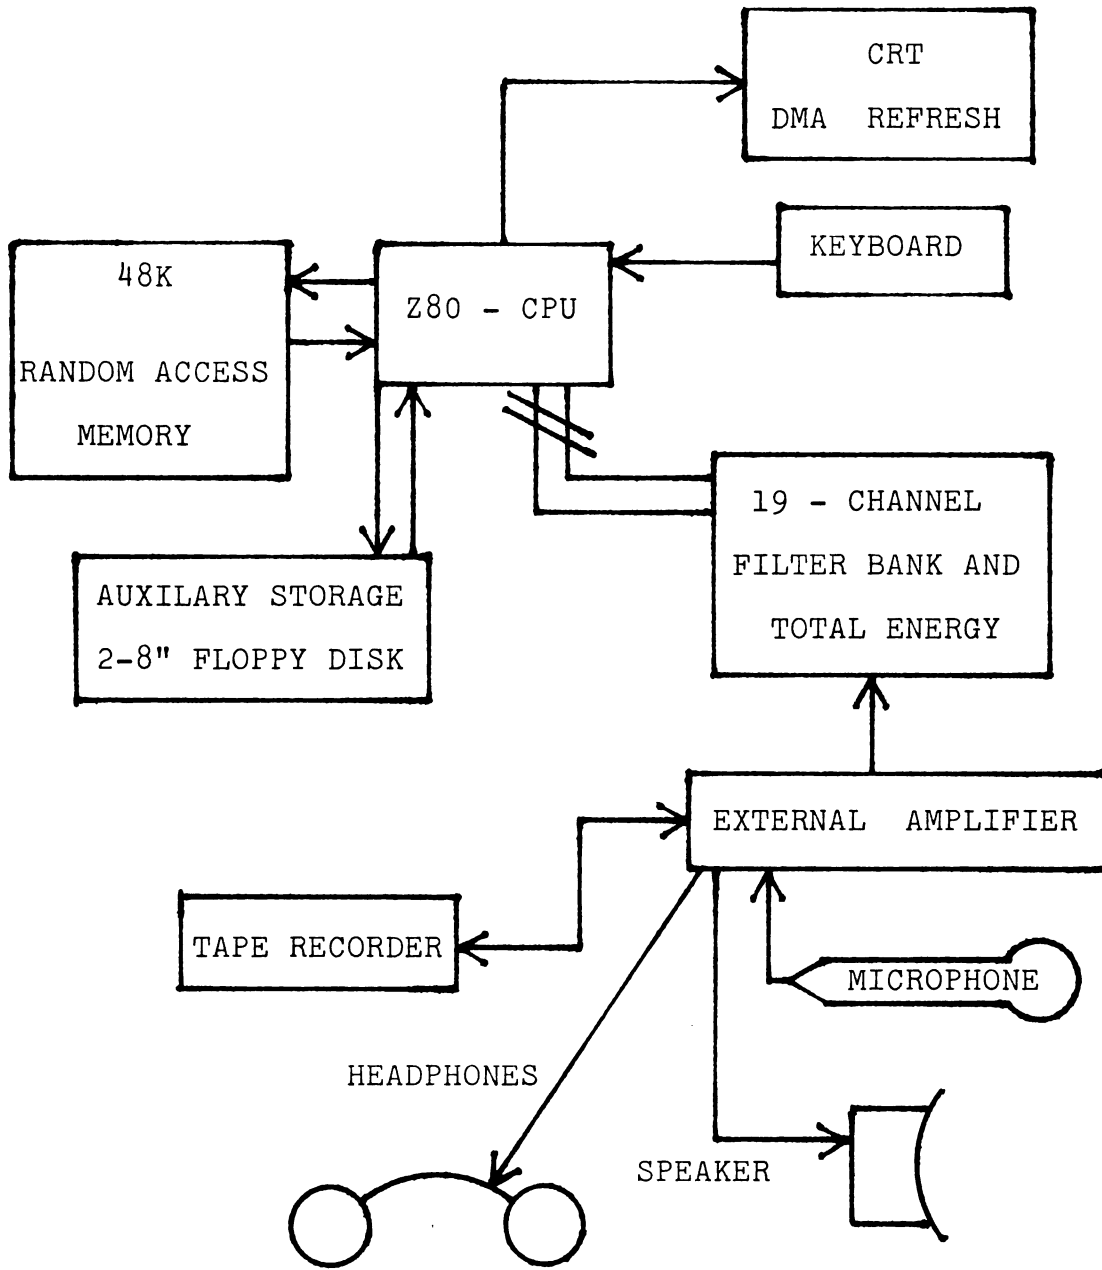 CRT
DMA REFRESH
KEYBOARD
48K
RANDOM ACCESS
MEMORY
Z80 - CPU
19 - CHANNEL
FILTER BANK AND
TOTAL ENERGY
AUXILARY STORAGE
2-8" FLOPPY DISK
EXTERNAL AMPLIFIER
TAPE RECORDER
MICROPHONE
HEADPHONES
SPEAKER